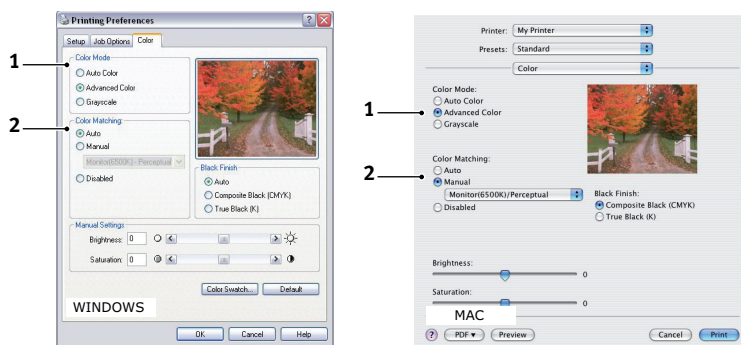 Printing Preferences
Setup Job Options Color
1
Color Mode
Auto Color
Advanced Color
Grayscale
2
Color Matching:
Auto
Manual
Monitor(6500K) - Perceptual
Disabled
Black Finish
Auto
Composite Black (CMYK)
True Black (K)
Manual Settings
Brightness: 0
Saturation: 0
Color Swatch... Default
WINDOWS
OK Cancel Help
Printer: My Printer
Presets: Standard
Color
1
Color Mode:
Auto Color
Advanced Color
Grayscale
2
Color Matching:
Auto
Manual
Monitor(6500K)/Perceptual
Disabled
Black Finish:
Composite Black (CMYK)
True Black (K)
Brightness:
0
Saturation:
0
MAC
? PDF▾ Preview Cancel Print